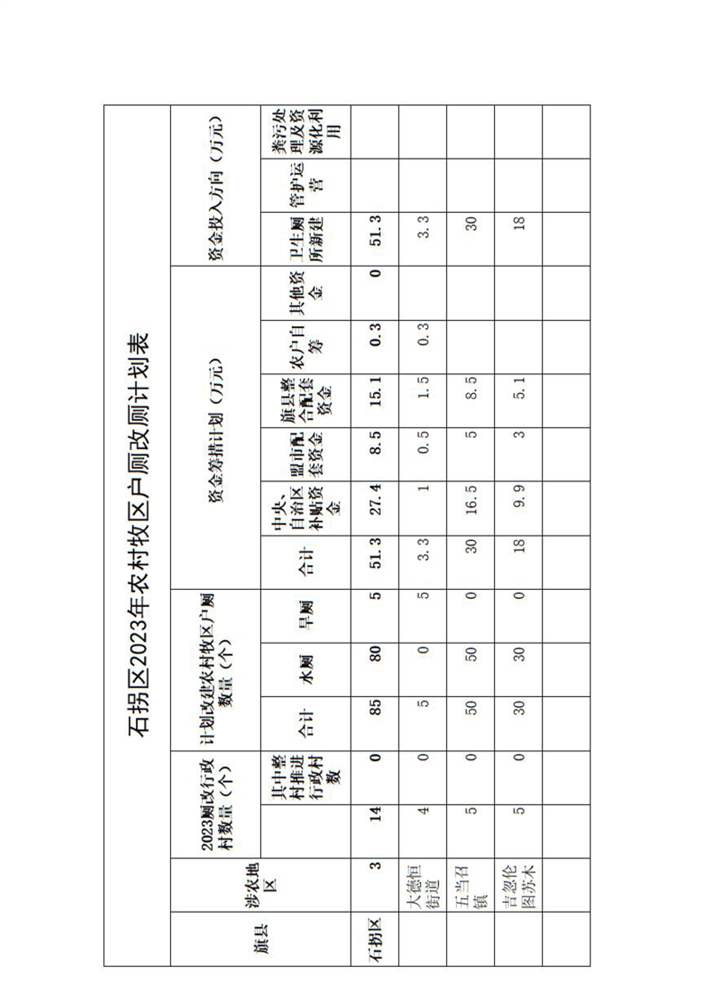 石拐区2023年农村牧区户厕改厕计划表
旗县
涉农地
区
2023厕改行政
村数量（个）
计划改建农村牧区户厕
数量（个）
资金筹措计划（万元）
资金投入方向（万元）
其中整
村推进
行政村
数
合计
水厕
旱厕
合计
中央、
自治区
补贴资
金
盟市配
套资金
旗县整
合配套
资金
农户自
筹
其他资
金
卫生厕
所新建
管护运
营
粪污处
理及资
源化利
用
石拐区 3 14 0 85 80 5 51.3 27.4 8.5 15.1 0.3 0 51.3
大德恒
街道
4 0 5 0 5 3.3 1 0.5 1.5 0.3 3.3
五当召
镇
5 0 50 50 0 30 16.5 5 8.5 30
吉忽伦
图苏木
5 0 30 30 0 18 9.9 3 5.1 18